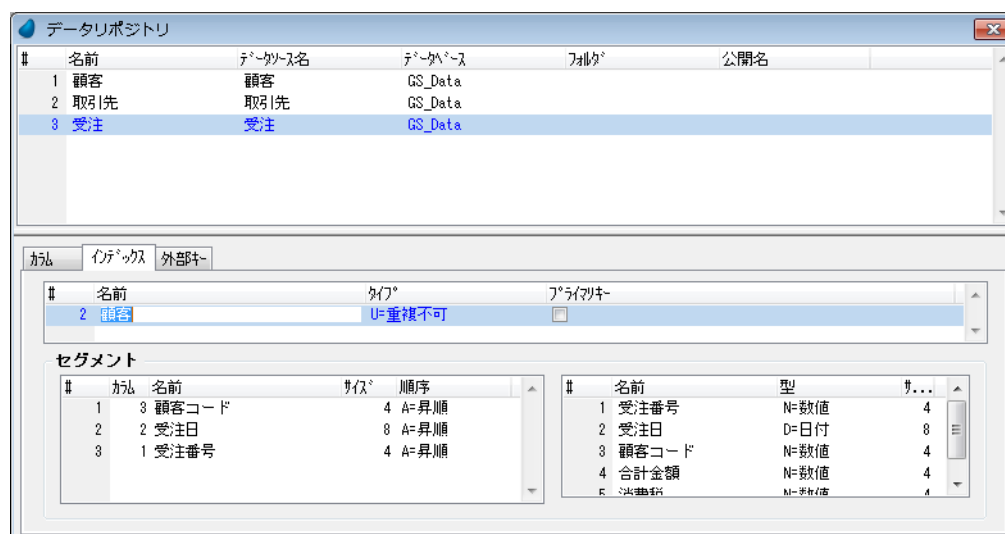 データリポジトリ
# 名前 ﾃﾞｰﾀｿｰｽ名 ﾃﾞｰﾀﾍﾞｰｽ ﾌｫﾙﾀﾞ 公開名
1 顧客 顧客 GS_Data
2 取引先 取引先 GS_Data
3 受注 受注 GS_Data
ｶﾗﾑ ｲﾝﾃﾞｯｸｽ 外部ｷｰ
# 名前 ﾀｲﾌﾟ ﾌﾟﾗｲﾏﾘｷｰ
2 顧客 U=重複不可
セグメント
# ｶﾗﾑ 名前 ｻｲｽﾞ 順序
1 3 顧客コード 4 A=昇順
2 2 受注日 8 A=昇順
3 1 受注番号 4 A=昇順
# 名前 型 ｻ...
1 受注番号 N=数値 4
2 受注日 D=日付 8
3 顧客コード N=数値 4
4 合計金額 N=数値 4
5 消費税 N=数値 4